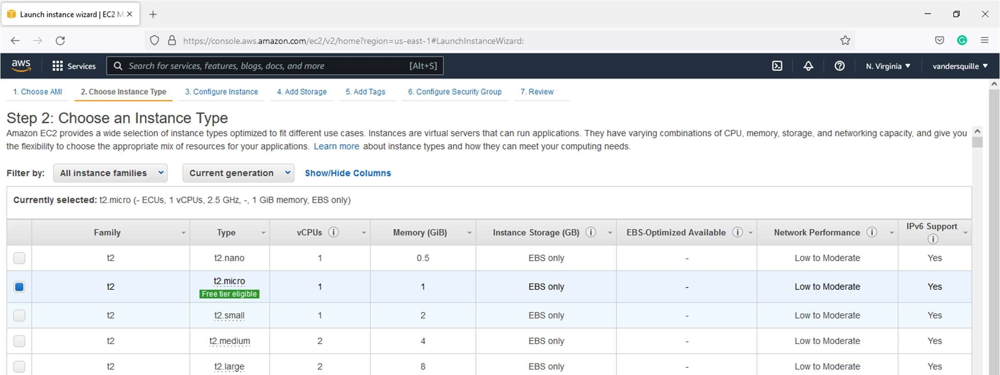 Launch instance wizard | EC2 M
https://console.aws.amazon.com/ec2/v2/home?region=us-east-1#LaunchInstanceWizard:
aws Services Search for services, features, blogs, docs, and more [Alt+S] N. Virginia vandersquille
1. Choose AMI 2. Choose Instance Type 3. Configure Instance 4. Add Storage 5. Add Tags 6. Configure Security Group 7. Review
Step 2: Choose an Instance Type
Amazon EC2 provides a wide selection of instance types optimized to fit different use cases. Instances are virtual servers that can run applications. They have varying combinations of CPU, memory, storage, and networking capacity, and give you
the flexibility to choose the appropriate mix of resources for your applications. Learn more about instance types and how they can meet your computing needs.
Filter by: All instance families Current generation Show/Hide Columns
Currently selected: t2.micro (- ECUs, 1 vCPUs, 2.5 GHz, -, 1 GiB memory, EBS only)
Family Type vCPUs Memory (GiB) Instance Storage (GB) EBS-Optimized Available Network Performance IPv6 Support
t2 t2.nano 1 0.5 EBS only - Low to Moderate Yes
t2 t2.micro 1 1 EBS only - Low to Moderate Yes
Free tier eligible
t2 t2.small 1 2 EBS only - Low to Moderate Yes
t2 t2.medium 2 4 EBS only - Low to Moderate Yes
t2 t2.large 2 8 EBS only - Low to Moderate Yes